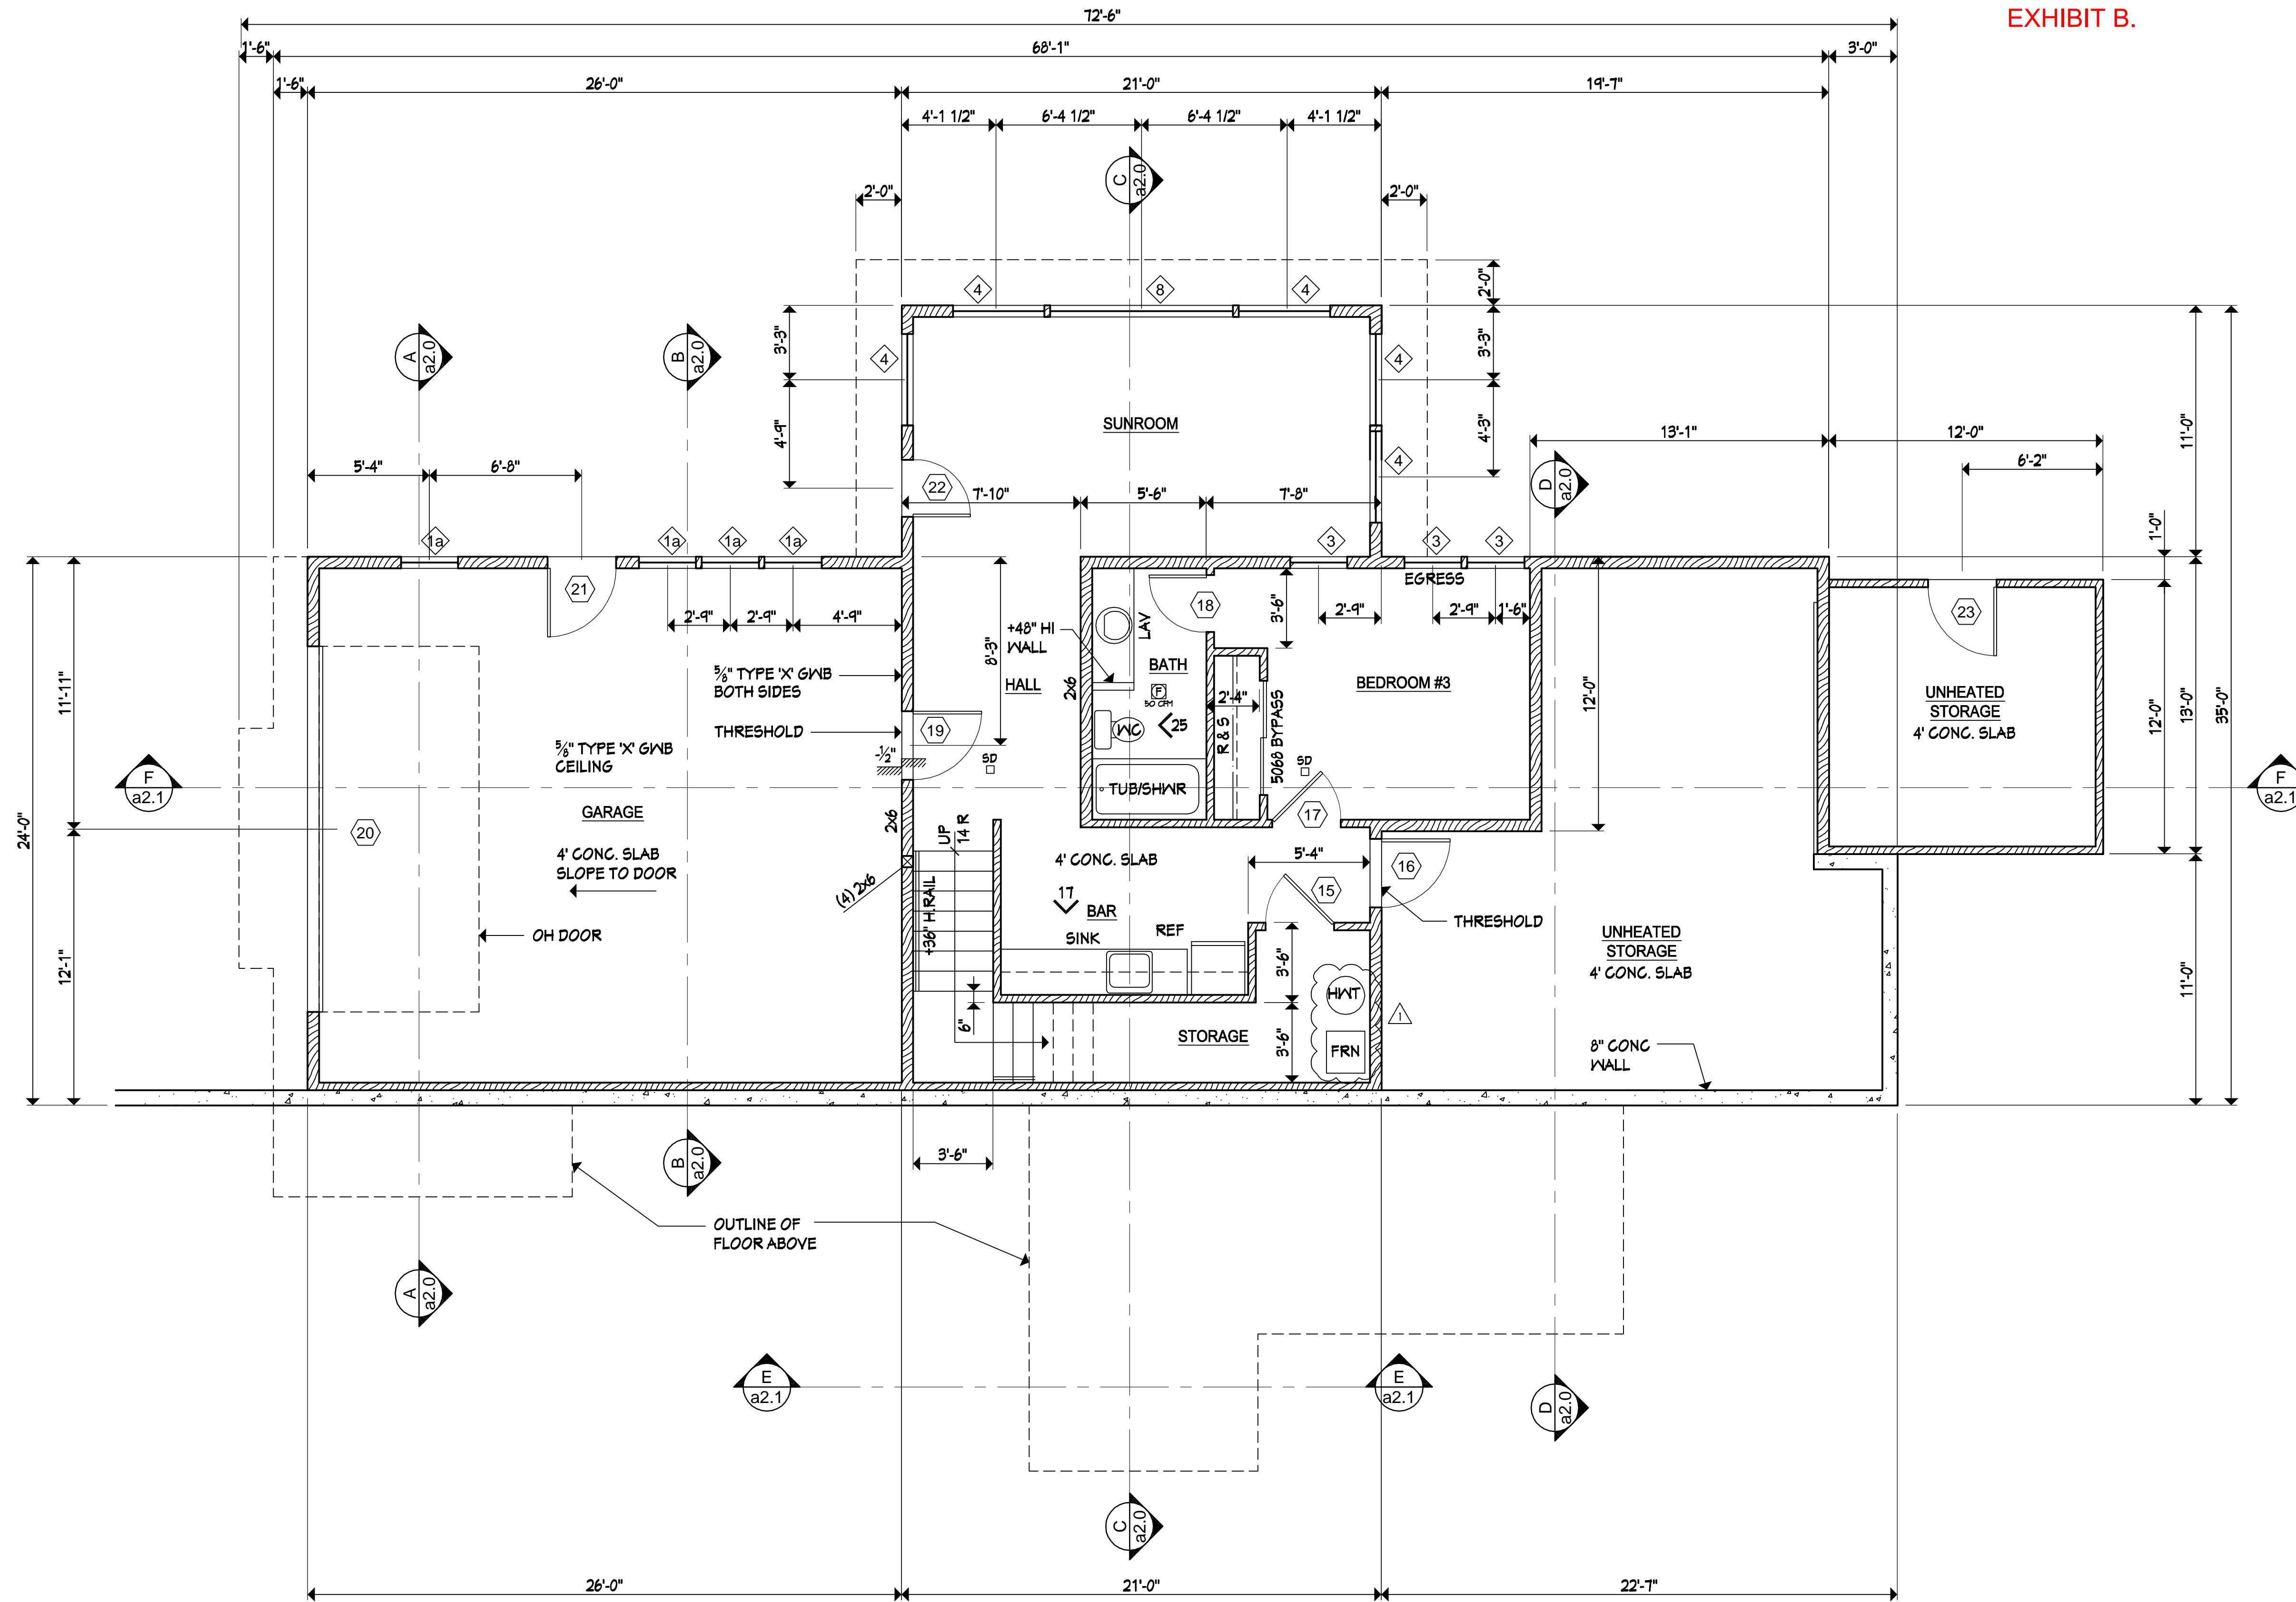 EXHIBIT B.
72'-6"
1'-6"
68'-1"
3'-0"
1'-6"
26'-0"
21'-0"
19'-7"
4'-1 1/2"
6'-4 1/2"
6'-4 1/2"
4'-1 1/2"
C
a2.0
2'-0"
2'-0"
2'-0"
4
8
4
A
a2.0
B
a2.0
3'-3"
4
4
3'-3"
4'-9"
SUNROOM
4'-3"
4
11'-0"
35'-0"
13'-1"
12'-0"
6'-2"
5'-4"
6'-8"
22
7'-10"
5'-6"
7'-8"
D
a2.0
1'-0"
1a
1a
1a
1a
3
3
3
EGRESS
21
2'-9"
2'-9"
4'-9"
18
3'-6"
2'-9"
2'-9"
1'-6"
23
+48" HI
WALL
LAV
8'-3"
HALL
2x6
BATH
F
50 CFM
2'-4"
25
WC
R & S
5068 BYPASS
BEDROOM #3
12'-0"
UNHEATED
STORAGE
4' CONC. SLAB
12'-0"
13'-0"
5/8" TYPE 'X' GWB
BOTH SIDES
THRESHOLD
19
-1/2"
SD
SD
5/8" TYPE 'X' GWB
CEILING
11'-11"
24'-0"
F
a2.1
F
a2.1
TUB/SHWR
GARAGE
20
4' CONC. SLAB
SLOPE TO DOOR
2x6
UP
14 R
17
4' CONC. SLAB
5'-4"
16
15
(4) 2x6
+36" H.RAIL
17
BAR
SINK
REF
THRESHOLD
OH DOOR
12'-1"
UNHEATED
STORAGE
4' CONC. SLAB
3'-6"
HWT
1
6"
STORAGE
3'-6"
FRN
8" CONC
WALL
11'-0"
3'-6"
B
a2.0
OUTLINE OF
FLOOR ABOVE
A
a2.0
E
a2.1
E
a2.1
D
a2.0
C
a2.0
26'-0"
21'-0"
22'-7"